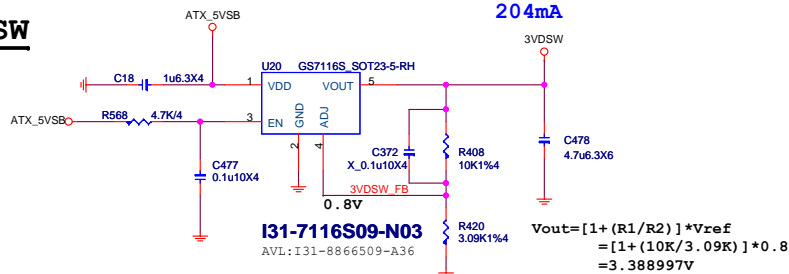 SW
ATX_5VSB
204mA
3VDSW
U20 GS7116S_SOT23-5-RH
C18 1u6.3X4
1 VDD VOUT 5
ATX_5VSB R568 4.7K/4 3 EN
GND
ADJ
2
4
C477
0.1u10X4
C372
X_0.1u10X4
R408
10K1%4
C478
4.7u6.3X6
3VDSW_FB
0.8V
I31-7116S09-N03
AVL:I31-8866509-A36
R420
3.09K1%4
Vout=[1+(R1/R2)]*Vref
=[1+(10K/3.09K)]*0.8
=3.388997V